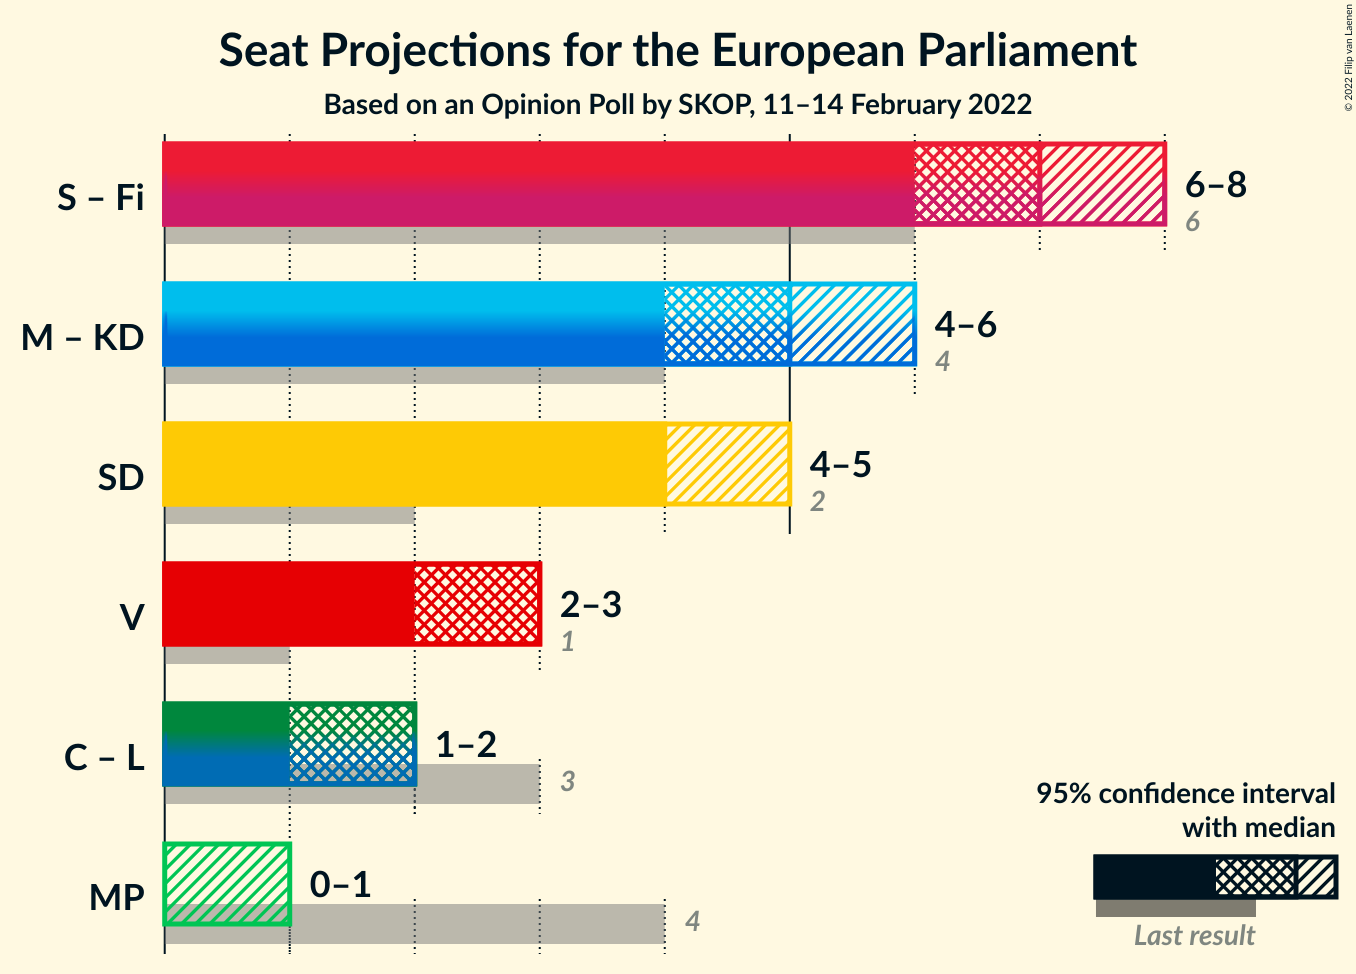 Seat Projections for the European Parliament
Based on an Opinion Poll by SKOP, 11–14 February 2022
© 2022 Filip van Laenen
S – Fi
6–8
6
M – KD
4–6
4
SD
4–5
2
V
2–3
1
C – L
1–2
3
MP
0–1
4
95% confidence interval
with median
Last result